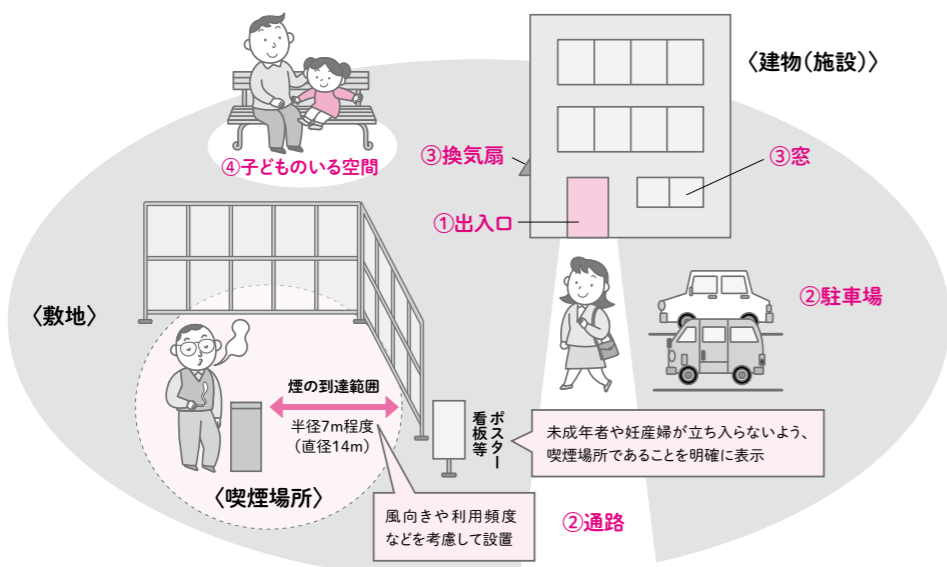 〈建物(施設)〉
④子どものいる空間
③換気扇
③窓
①出入口
〈敷地〉
②駐車場
煙の到達範囲
半径7m程度
(直径14m)
ポスター
看板等
未成年者や妊産婦が立ち入らないよう、
喫煙場所であることを明確に表示
〈喫煙場所〉
風向きや利用頻度
などを考慮して設置
②通路